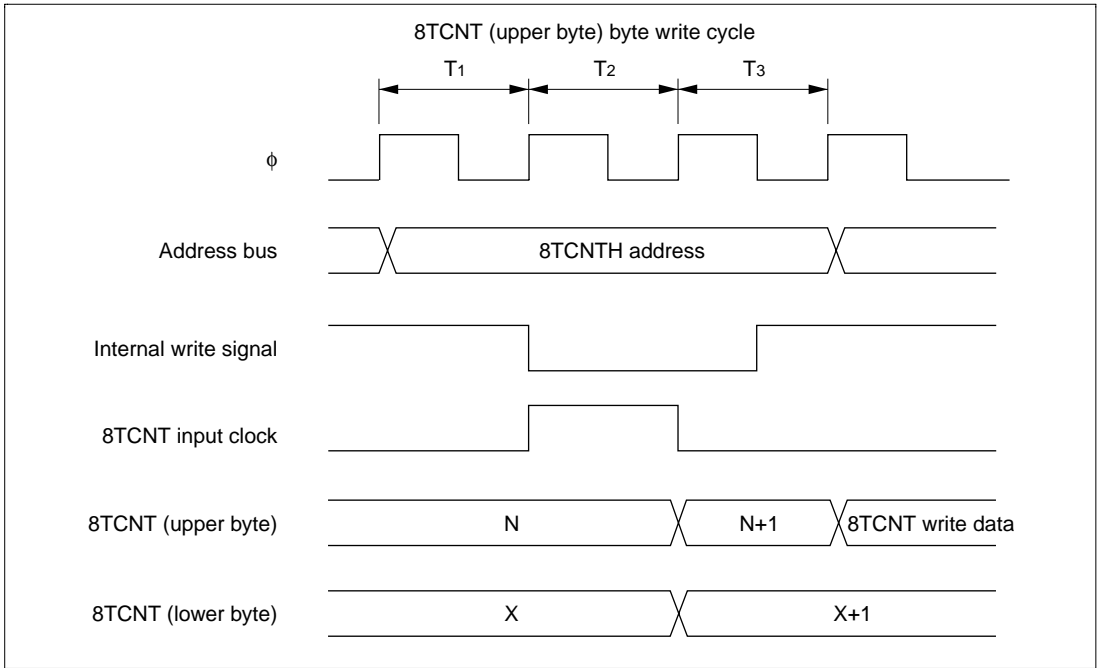 8TCNT (upper byte) byte write cycle
T1 T2 T3
φ
Address bus 8TCNTH address
Internal write signal
8TCNT input clock
8TCNT (upper byte) N N+1 8TCNT write data
8TCNT (lower byte) X X+1